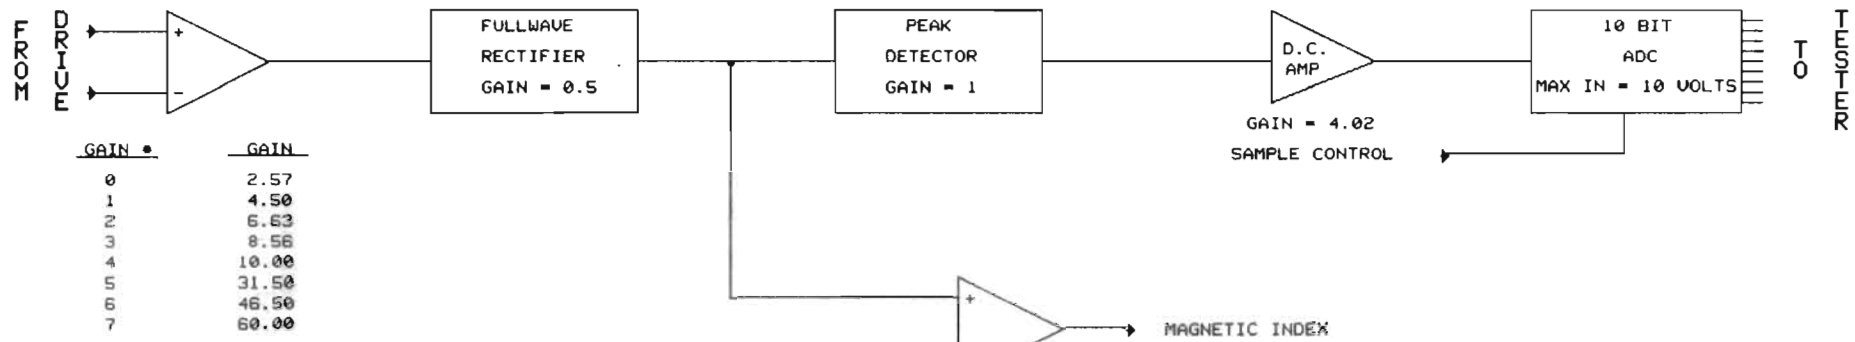 FROM
DRIVE
+
-
FULLWAVE
RECTIFIER
GAIN = 0.5
PEAK
DETECTOR
GAIN = 1
D.C.
AMP
GAIN = 4.02
SAMPLE CONTROL
10 BIT
ADC
MAX IN = 10 VOLTS
TO
TESTER
GAIN * GAIN
0 2.57
1 4.50
2 6.63
3 8.56
4 10.00
5 31.50
6 46.50
7 60.00
+
MAGNETIC INDEX